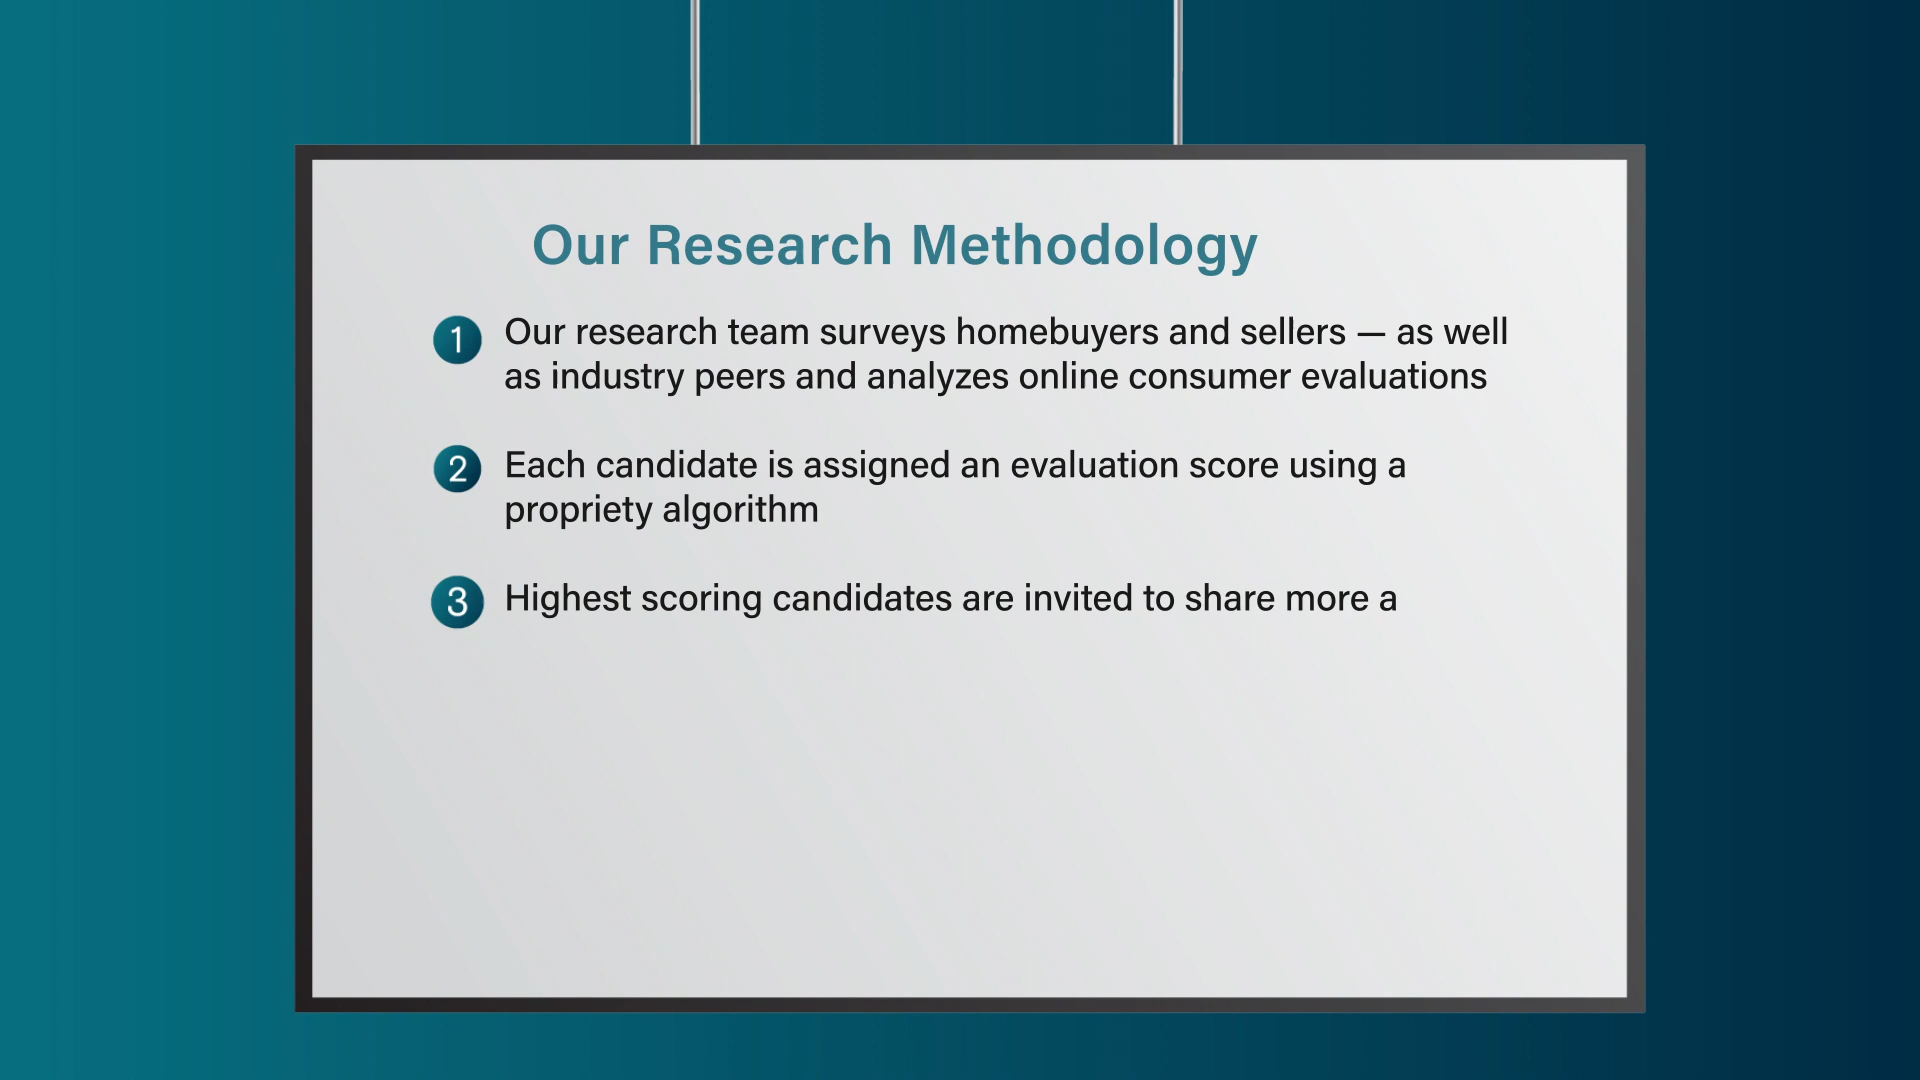 Our Research Methodology
1 Our research team surveys homebuyers and sellers — as well
as industry peers and analyzes online consumer evaluations
2 Each candidate is assigned an evaluation score using a
propriety algorithm
3 Highest scoring candidates are invited to share more a